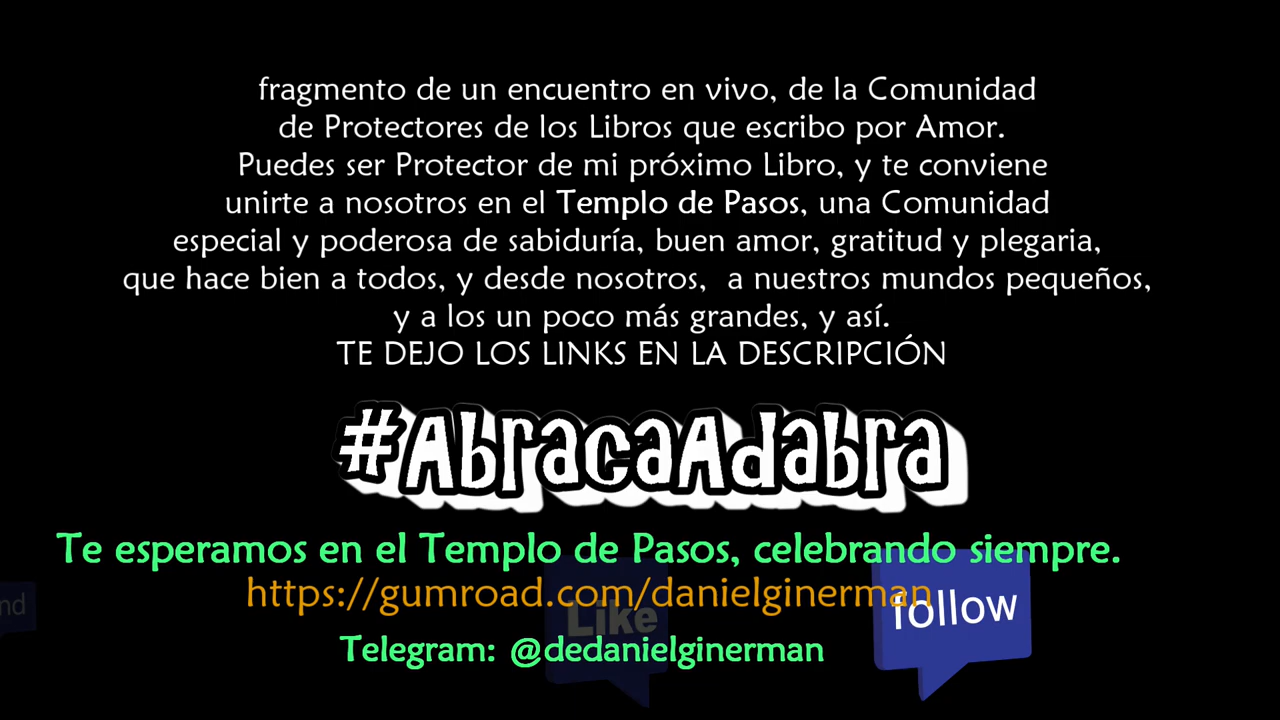 fragmento de un encuentro en vivo, de la Comunidad
de Protectores de los Libros que escribo por Amor.
Puedes ser Protector de mi próximo Libro, y te conviene
unirte a nosotros en el Templo de Pasos, una Comunidad
especial y poderosa de sabiduría, buen amor, gratitud y plegaria,
que hace bien a todos, y desde nosotros, a nuestros mundos pequeños,
y a los un poco más grandes, y así.
TE DEJO LOS LINKS EN LA DESCRIPCIÓN
#AbracaAdabra
Te esperamos en el Templo de Pasos, celebrando siempre.
https://gumroad.com/danielginerman
Like
follow
Telegram: @dedanielginerman